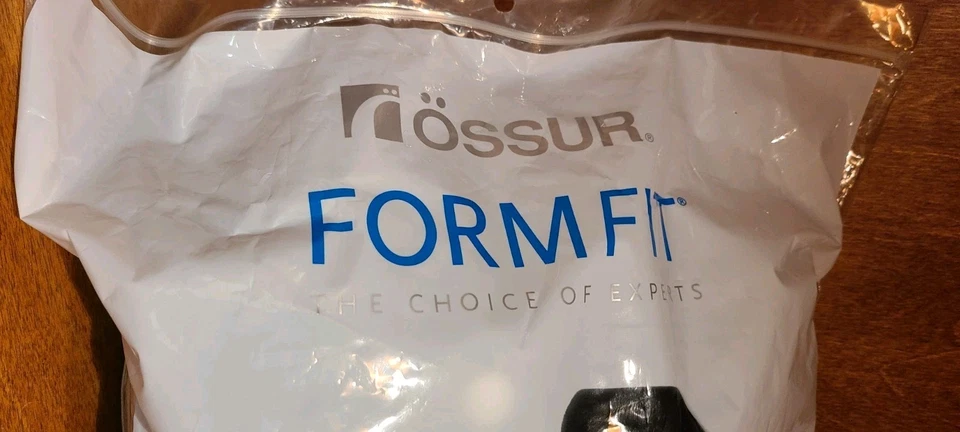 ÖSSUR®
FORMFIT®
THE CHOICE OF EXPERTS